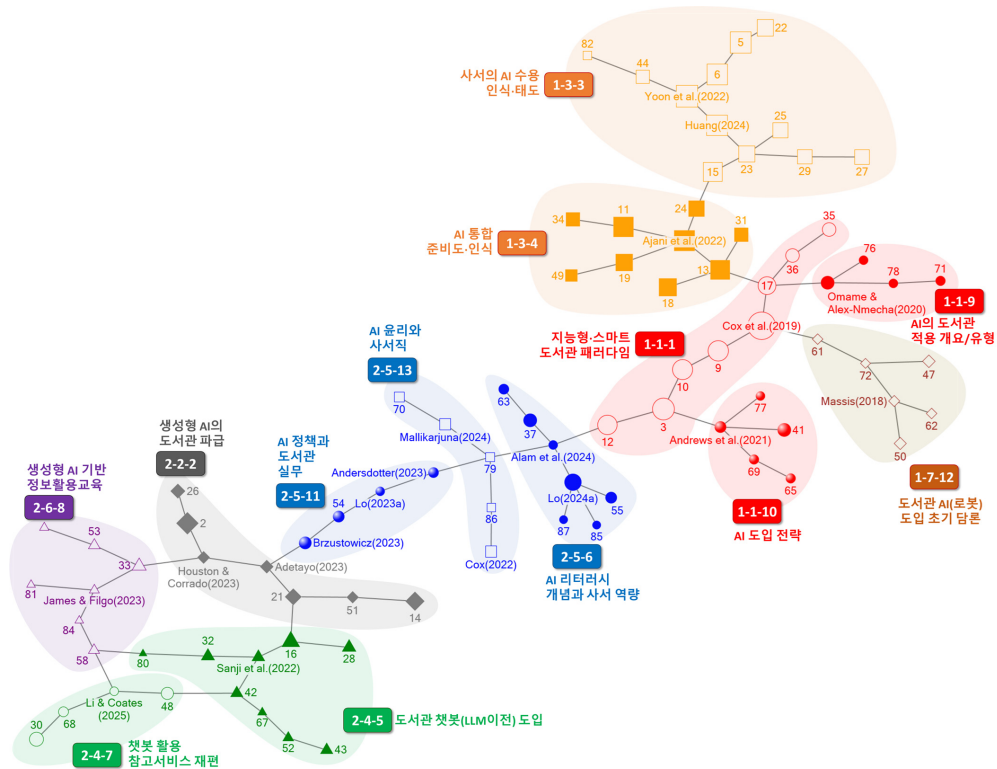 22
82
5
44
6
사서의 AI 수용
인식·태도
1-3-3
Yoon et al.(2022)
Huang(2024)
25
15
23
29
27
24
34
11
31
35
AI 통합
준비도·인식
1-3-4
Ajani et al.(2022)
49
19
13
18
36
76
17
78
71
Omame &
Alex-Nmecha(2020)
1-1-9
AI의 도서관
적용 개요/유형
Cox et al.(2019)
지능형·스마트
도서관 패러다임
1-1-1
9
10
61
72
47
Massis(2018)
62
50
1-7-12
도서관 AI(로봇)
도입 초기 담론
12
3
77
41
Andrews et al.(2021)
69
65
1-1-10
AI 도입 전략
AI 윤리와
사서직
2-5-13
70
Mallikarjuna(2024)
79
86
Cox(2022)
63
37
Alam et al.(2024)
Lo(2024a)
55
87
85
2-5-6
AI 리터러시
개념과 사서 역량
AI 정책과
도서관
실무
2-5-11
Andersdotter(2023)
54
Lo(2023a)
Brzustowicz(2023)
생성형 AI의
도서관 파급
2-2-2
26
2
Houston &
Corrado(2023)
Adetayo(2023)
21
51
14
생성형 AI 기반
정보활용교육
2-6-8
53
33
81
James & Filgo(2023)
84
58
80
32
16
28
Sanji et al.(2022)
42
67
52
43
2-4-5
도서관 챗봇(LLM이전) 도입
Li & Coates
(2025)
48
30
68
2-4-7
챗봇 활용
참고서비스 재편